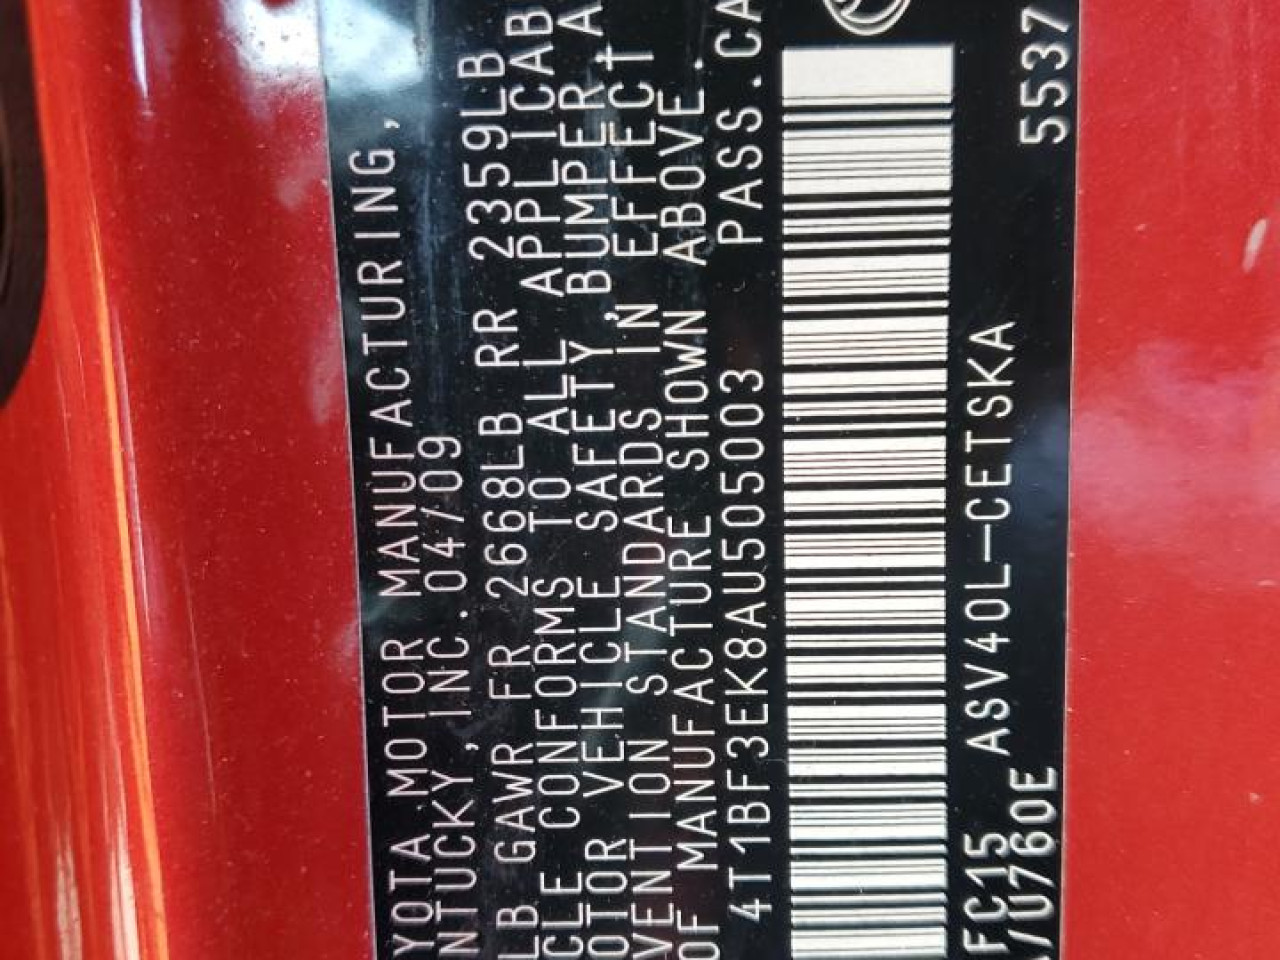 YOTA MOTOR MANUFACTURING,
NTUCKY, INC. 04/09
LB GAWR FR 2668LB RR 2359LB
CLE CONFORMS TO ALL APPLICAB
OTOR VEHICLE SAFETY, BUMPER A
VENTION STANDARDS IN EFFECT
OF MANUFACTURE SHOWN ABOVE.
4T1BF3EK8AU505003 PASS.CA
FC15 ASV40L-CETSKA 5537
/U760E